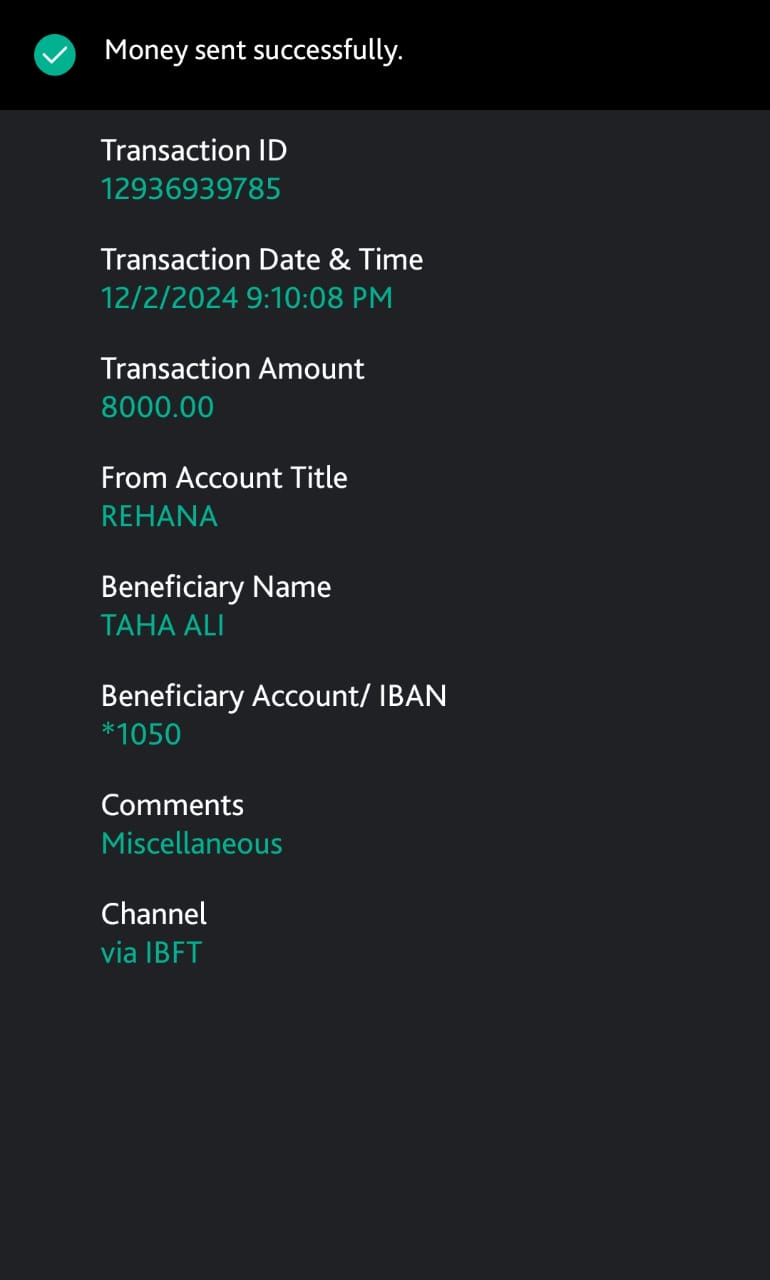 Money sent successfully.
Transaction ID
12936939785
Transaction Date & Time
12/2/2024 9:10:08 PM
Transaction Amount
8000.00
From Account Title
REHANA
Beneficiary Name
TAHA ALI
Beneficiary Account/ IBAN
*1050
Comments
Miscellaneous
Channel
via IBFT